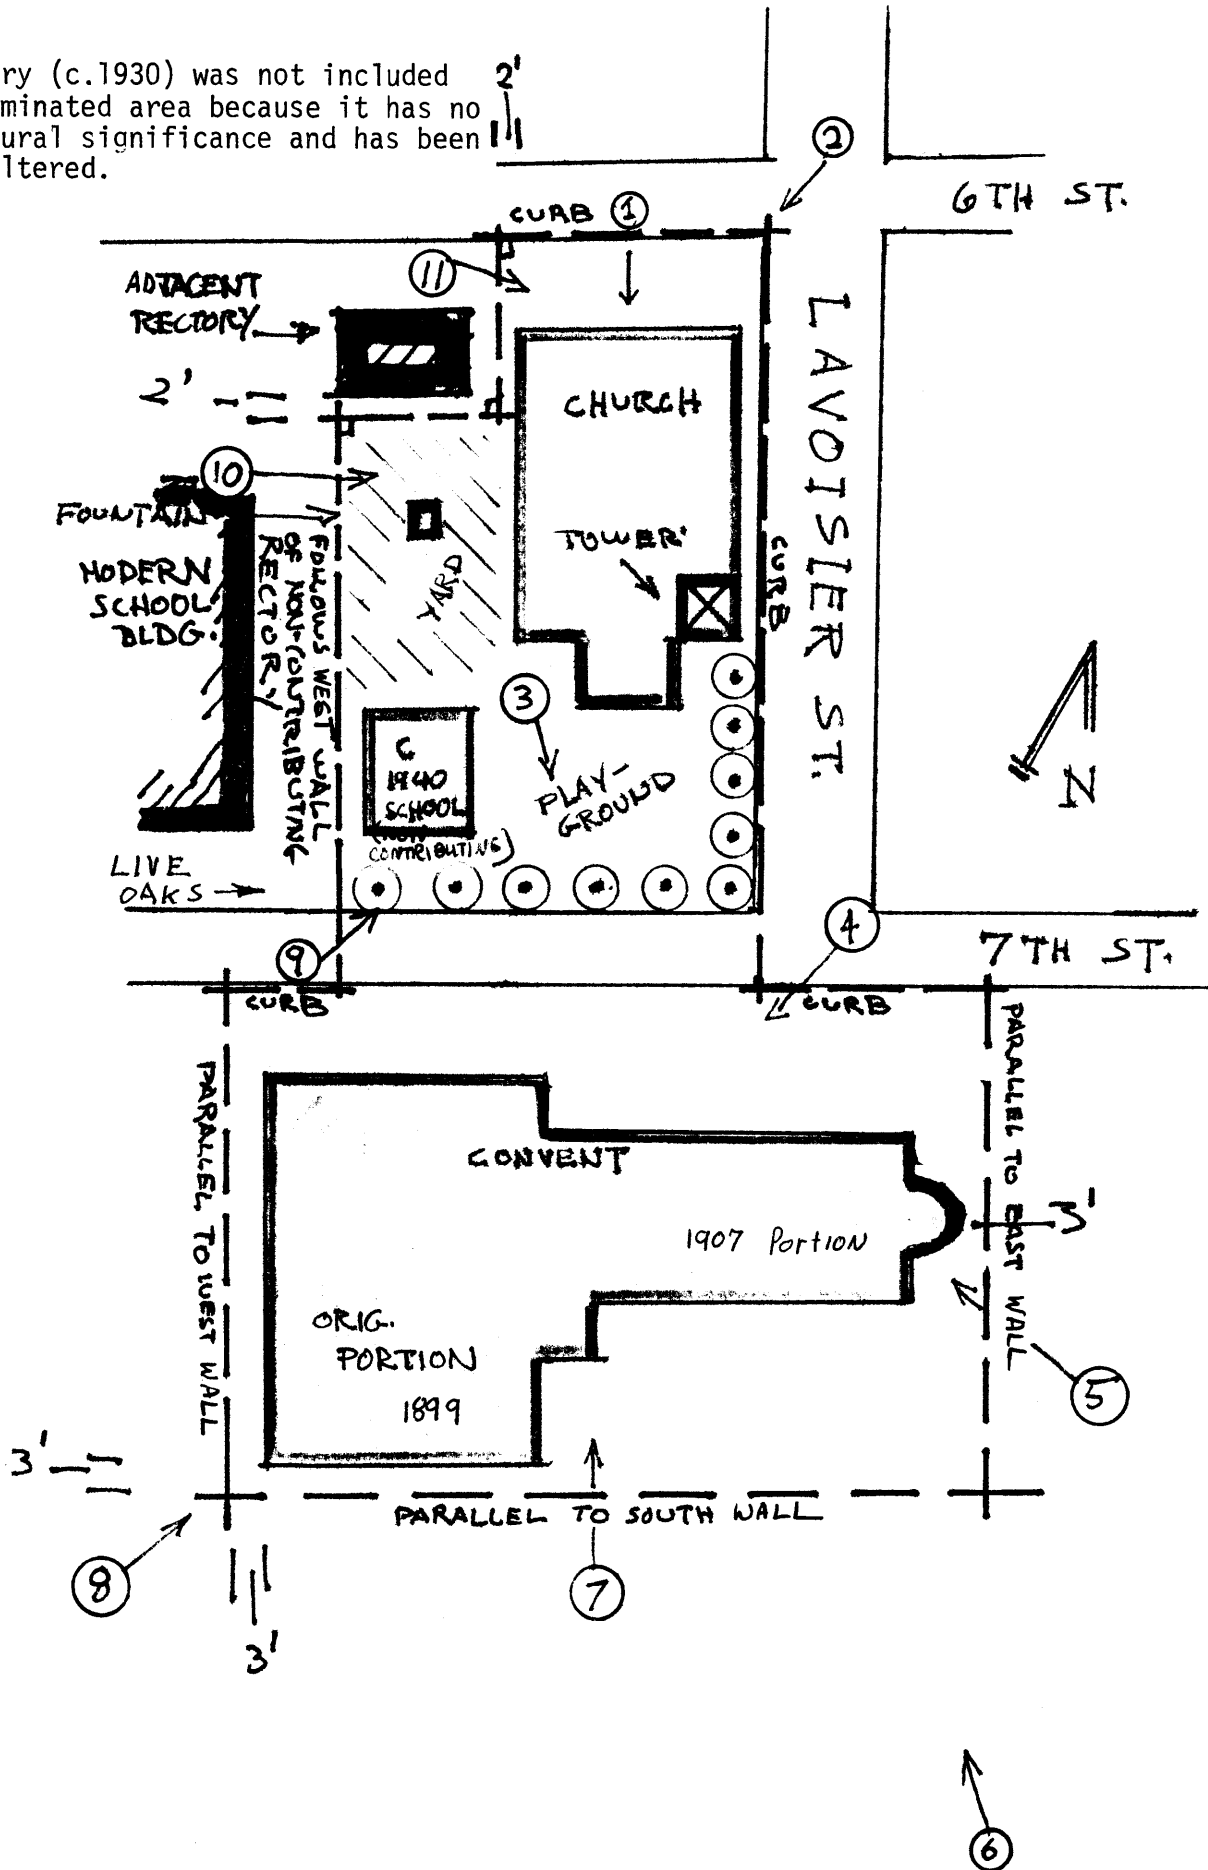 ry (c.1930) was not included
minated area because it has no
ural significance and has been
ltered.
2'
2
6TH ST.
CURB
1
11
ADJACENT
RECTORY
2'
CHURCH
LAVOISIER ST.
10
FOUNTAIN
MODERN
SCHOOL
BLDG.
FOLLOWS WEST WALL
OF NON-CONTRIBUTING
RECTORY
YARD
TOWER
CURB
3
C
1940
SCHOOL
(NON
CONTRIBUTING)
PLAY-
GROUND
N
LIVE
OAKS
9
4
7TH ST.
CURB
CURB
PARALLEL TO WEST WALL
CONVENT
1907 PORTION
PARALLEL TO EAST WALL
3'
ORIG.
PORTION
1899
5
3'
PARALLEL TO SOUTH WALL
8
7
3'
6